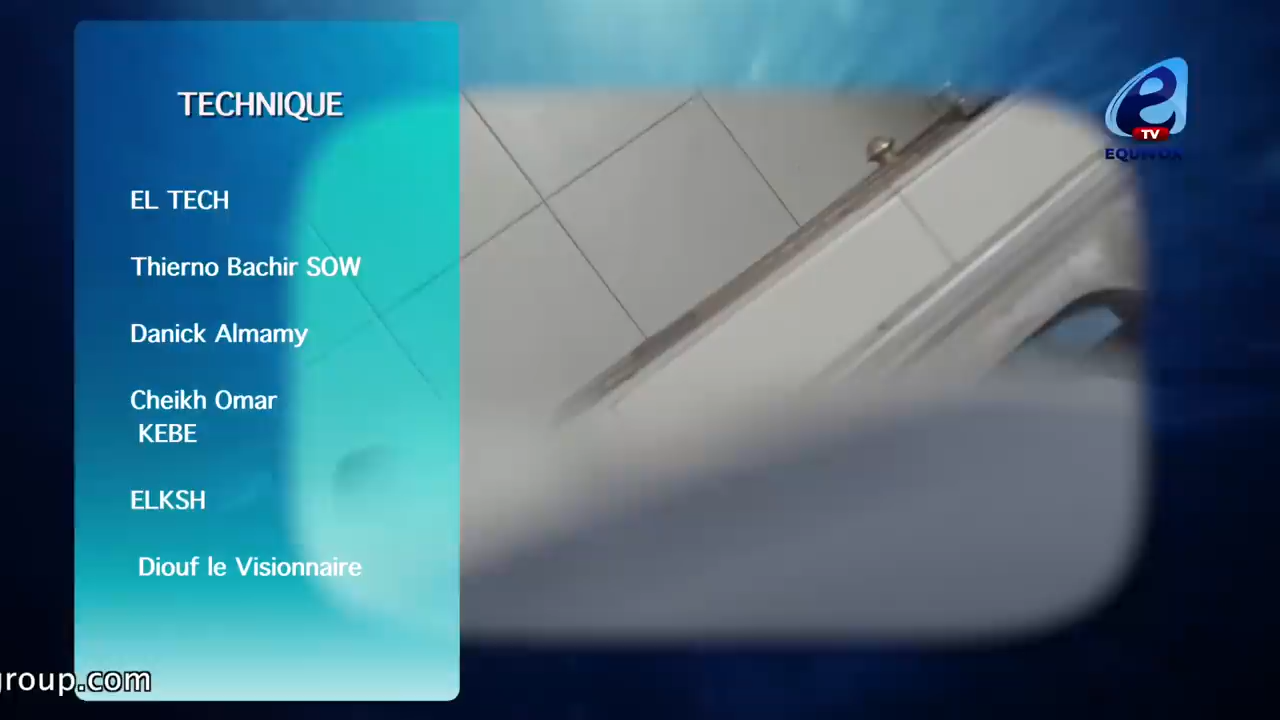 TECHNIQUE
EL TECH
Thierno Bachir SOW
Danick Almamy
Cheikh Omar
KEBE
ELKSH
Diouf le Visionnaire
group.com
e
TV
EQUINOX